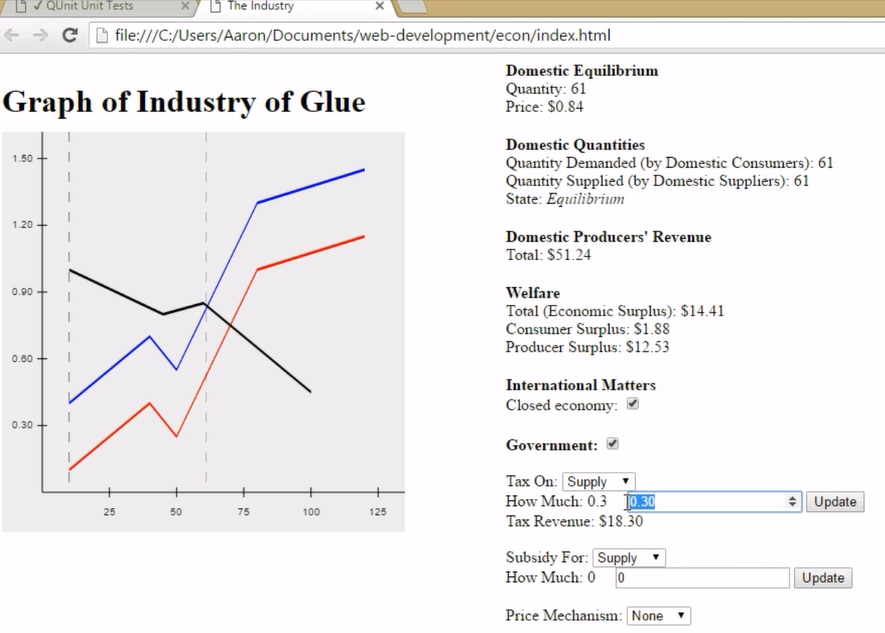 ✓ QUnit Unit Tests
The Industry
file:///C:/Users/Aaron/Documents/web-development/econ/index.html
Graph of Industry of Glue
1.50
1.20
0.90
0.60
0.30
25 50 75 100 125
Domestic Equilibrium
Quantity: 61
Price: $0.84
Domestic Quantities
Quantity Demanded (by Domestic Consumers): 61
Quantity Supplied (by Domestic Suppliers): 61
State: Equilibrium
Domestic Producers' Revenue
Total: $51.24
Welfare
Total (Economic Surplus): $14.41
Consumer Surplus: $1.88
Producer Surplus: $12.53
International Matters
Closed economy:
Government:
Tax On: Supply
How Much: 0.3 0.30 Update
Tax Revenue: $18.30
Subsidy For: Supply
How Much: 0 0 Update
Price Mechanism: None